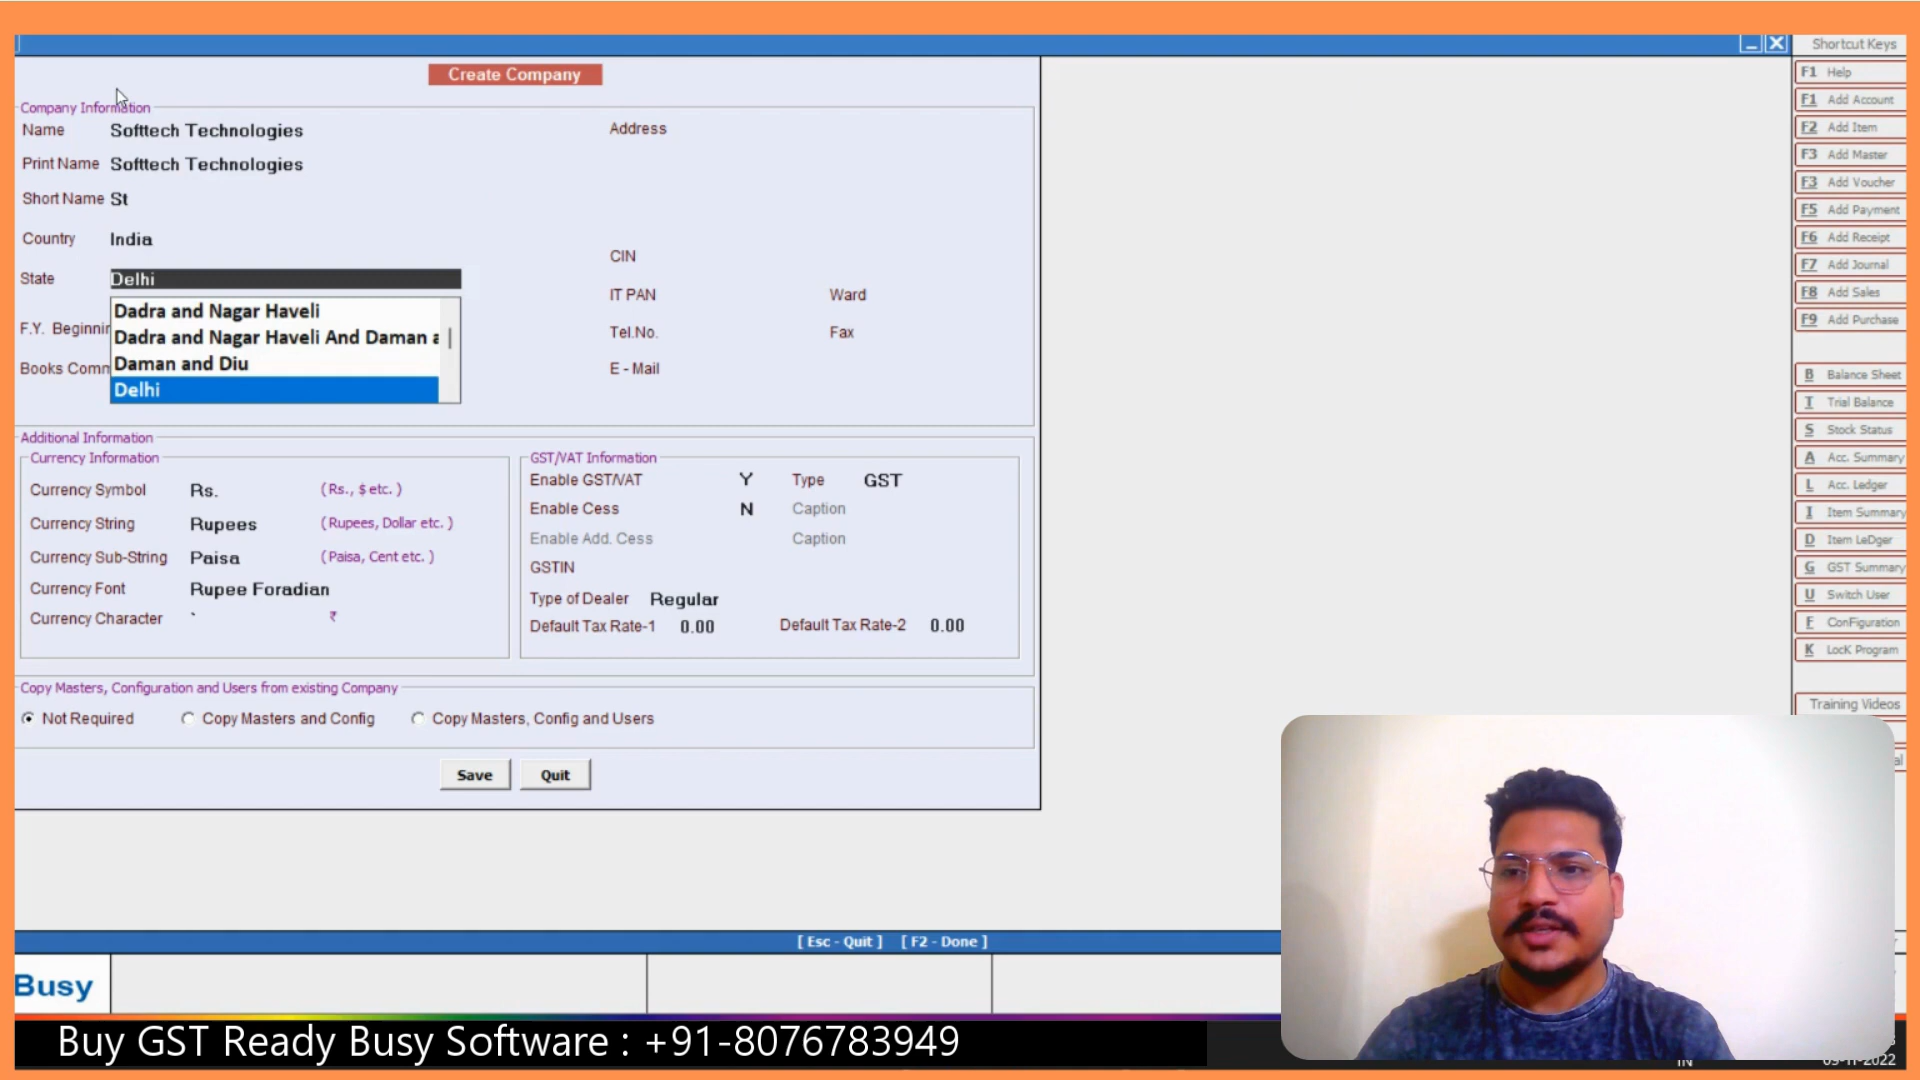 Shortcut Keys
Create Company
Company Information
Name Softtech Technologies
Print Name Softtech Technologies
Short Name St
Country India
State Delhi
Dadra and Nagar Haveli
Dadra and Nagar Haveli And Daman a
Daman and Diu
Delhi
F.Y. Beginnin
Books Comm
Address
CIN
IT PAN Ward
Tel.No. Fax
E - Mail
Additional Information
Currency Information
Currency Symbol Rs. ( Rs., $ etc. )
Currency String Rupees ( Rupees, Dollar etc. )
Currency Sub-String Paisa ( Paisa, Cent etc. )
Currency Font Rupee Foradian
Currency Character ` ₹
GST/VAT Information
Enable GST/VAT Y Type GST
Enable Cess N Caption
Enable Add. Cess Caption
GSTIN
Type of Dealer Regular
Default Tax Rate-1 0.00 Default Tax Rate-2 0.00
Copy Masters, Configuration and Users from existing Company
Not Required Copy Masters and Config Copy Masters, Config and Users
Save Quit
[ Esc - Quit ] [ F2 - Done ]
F1 Help
F1 Add Account
F2 Add Item
F3 Add Master
F3 Add Voucher
F5 Add Payment
F6 Add Receipt
F7 Add Journal
F8 Add Sales
F9 Add Purchase
B Balance Sheet
T Trial Balance
S Stock Status
A Acc. Summary
L Acc. Ledger
I Item Summary
D Item LeDger
G GST Summary
U Switch User
F ConFiguration
K LocK Program
Training Videos
Busy
Buy GST Ready Busy Software : +91-8076783949